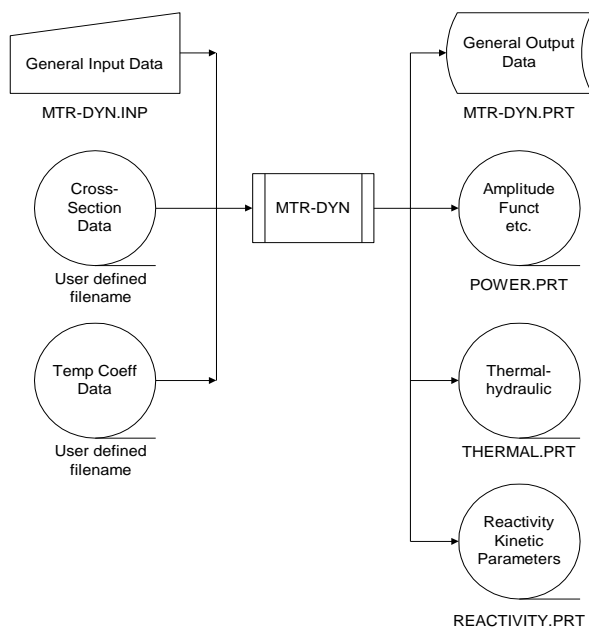 General Input Data
MTR-DYN.INP
Cross-
Section
Data
User defined
filename
Temp Coeff
Data
User defined
filename
MTR-DYN
General Output
Data
MTR-DYN.PRT
Amplitude
Funct
etc.
POWER.PRT
Thermal-
hydraulic
THERMAL.PRT
Reactivity
Kinetic
Parameters
REACTIVITY.PRT